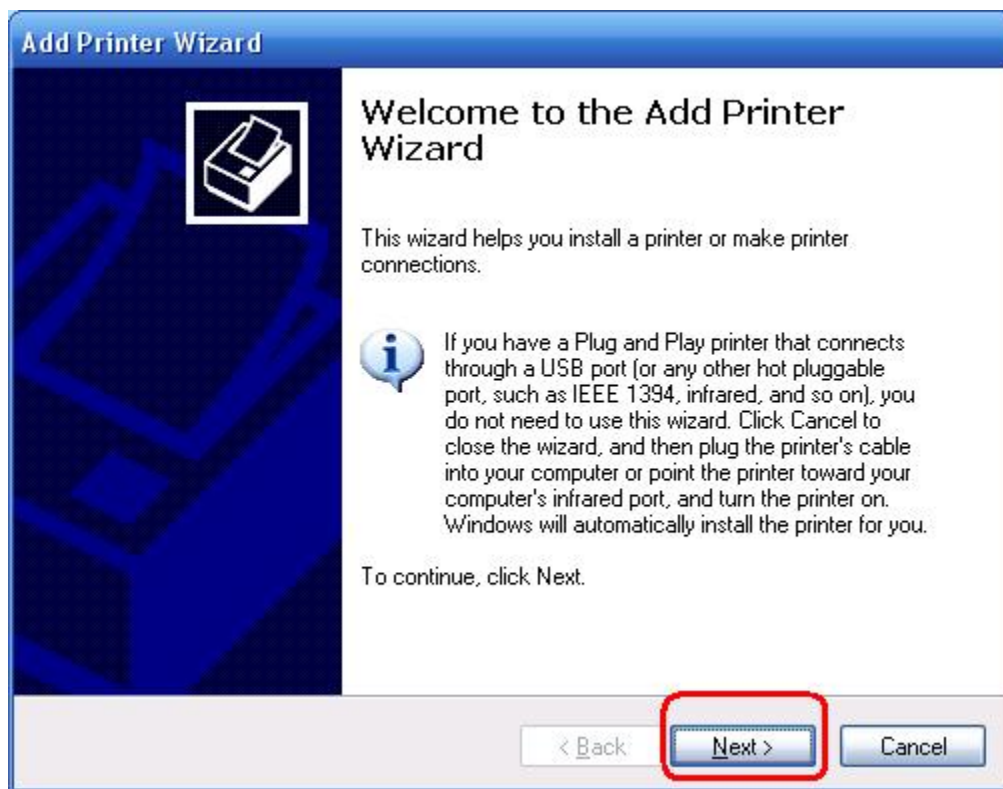 Add Printer Wizard
Welcome to the Add Printer
Wizard
This wizard helps you install a printer or make printer
connections.
If you have a Plug and Play printer that connects
through a USB port (or any other hot pluggable
port, such as IEEE 1394, infrared, and so on), you
do not need to use this wizard. Click Cancel to
close the wizard, and then plug the printer's cable
into your computer or point the printer toward your
computer's infrared port, and turn the printer on.
Windows will automatically install the printer for you.
To continue, click Next.
< Back Next > Cancel